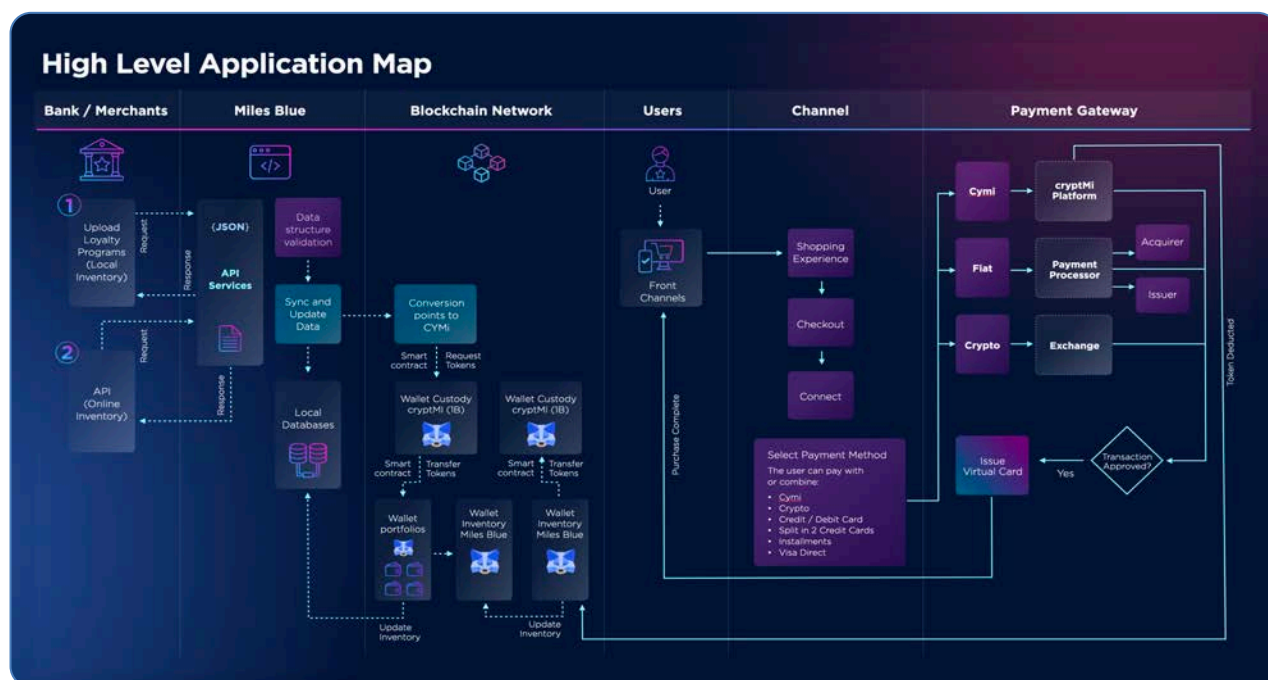 High Level Application Map
Bank / Merchants
Miles Blue
Blockchain Network
Users
Channel
Payment Gateway
1
Upload
Loyalty
Programs
(Local
Inventory)
Request
Response
2
API
(Online
Inventory)
Request
Response
</>
{JSON}
API
Services
Data
structure
validation
Sync and
Update
Data
Local
Databases
Conversion
points to
CYMi
Smart
contract
Request
Tokens
Wallet Custody
cryptMi (1B)
Wallet Custody
cryptMi (1B)
Smart
contract
Transfer
Tokens
Smart
contract
Transfer
Tokens
Wallet
portfolios
Wallet
Inventory
Miles Blue
Wallet
Inventory
Miles Blue
Update
Inventory
Update
Inventory
User
Front
Channels
Purchase Complete
Shopping
Experience
Checkout
Connect
Select Payment Method
The user can pay with
or combine:
• Cymi
• Crypto
• Credit / Debit Card
• Split in 2 Credit Cards
• Installments
• Visa Direct
Cymi
cryptMi
Platform
Fiat
Payment
Processor
Acquirer
Issuer
Crypto
Exchange
Token Deducted
Issue
Virtual Card
Yes
Transaction
Approved?